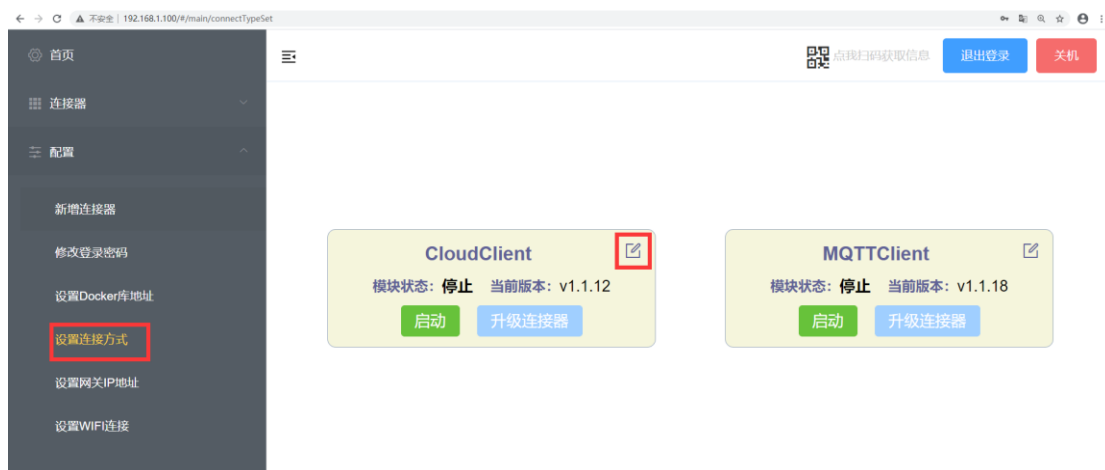 不安全 | 192.168.1.100/#/main/connectTypeSet
首页
点我扫码获取信息
退出登录
关机
连接器
配置
新增连接器
修改登录密码
设置Docker库地址
设置连接方式
设置网关IP地址
设置WIFI连接
CloudClient
模块状态：停止 当前版本：v1.1.12
启动 升级连接器
MQTTClient
模块状态：停止 当前版本：v1.1.18
启动 升级连接器